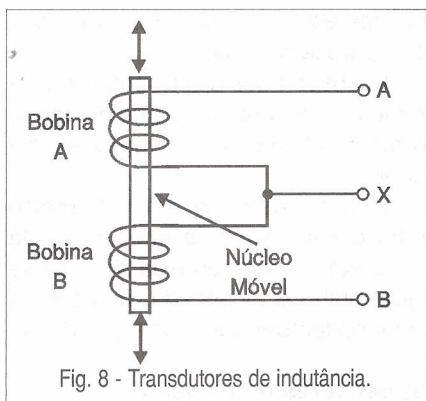 A
Bobina
A
X
Núcleo
Móvel
Bobina
B
B
Fig. 8 - Transdutores de indutância.